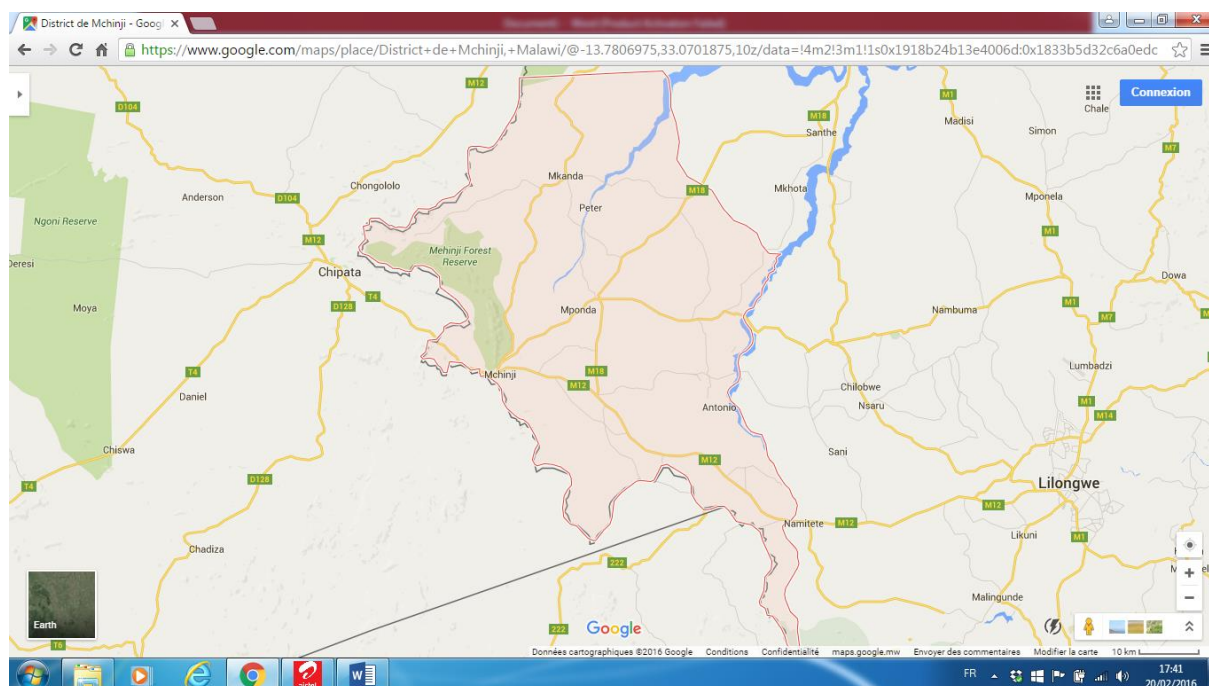 District de Mchinji - Goog
https://www.google.com/maps/place/District+de+Mchinji,+Malawi/@-13.7806975,33.0701875,10z/data=!4m2!3m1!1s0x1918b24b13e4006d:0x1833b5d32c6a0edc
Connexion
M12
M1
Chale
D104
M18
Madisi
Simon
Santhe
M7
Mkanda
Chongololo
Anderson
D104
M18
Mkhota
Mponela
Peter
Ngoni Reserve
M12
M1
Mchinji Forest
Reserve
Deresi
Chipata
Dowa
T4
D128
M1
Moya
Mponda
Nambuma
M7
M
T4
Mchinji
M18
M12
Lumbadzi
Chilobwe
Daniel
Antonio
Nsaru
M1
M14
Chiswa
Sani
M12
D128
T4
Lilongwe
M12
Namitete
M12
Likuni
M1
Chadiza
222
Malingunde
Earth
222
Google
T6
Données cartographiques ©2016 Google
Conditions
Confidentialité
maps.google.mw
Envoyer des commentaires
Modifier la carte
10 km
airtel
FR
17:41
20/02/2016